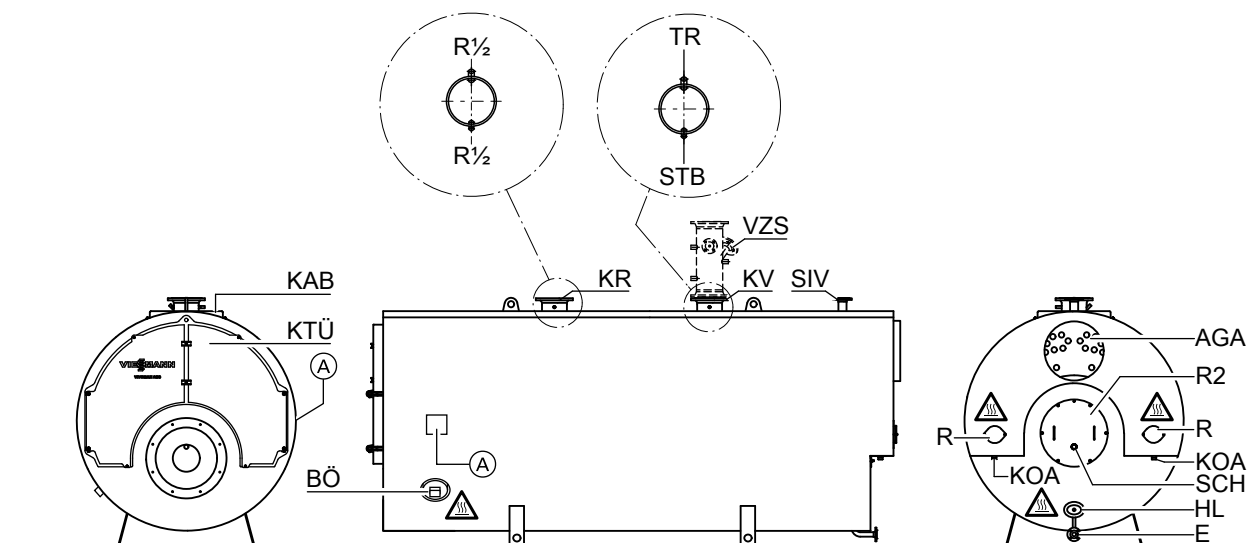 R½
TR
R½
STB
VZS
KAB
KR
KV
SIV
KTÜ
AGA
VIESSMANN
A
R2
R
R
A
KOA
KOA
BÖ
SCH
HL
E